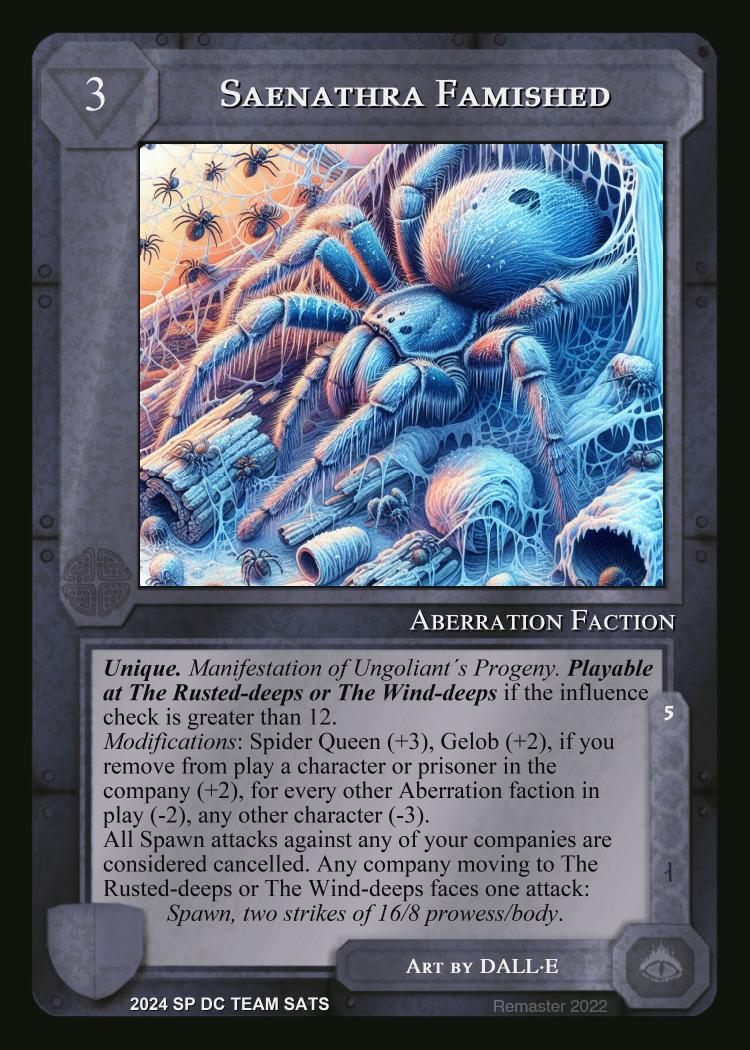 3
Saenathra Famished
Aberration Faction
Unique. Manifestation of Ungoliant´s Progeny. Playable
at The Rusted-deeps or The Wind-deeps if the influence
check is greater than 12.
Modifications: Spider Queen (+3), Gelob (+2), if you
remove from play a character or prisoner in the
company (+2), for every other Aberration faction in
play (-2), any other character (-3).
All Spawn attacks against any of your companies are
considered cancelled. Any company moving to The
Rusted-deeps or The Wind-deeps faces one attack:
Spawn, two strikes of 16/8 prowess/body.
5
Art by DALL·E
2024 SP DC TEAM SATS
Remaster 2022